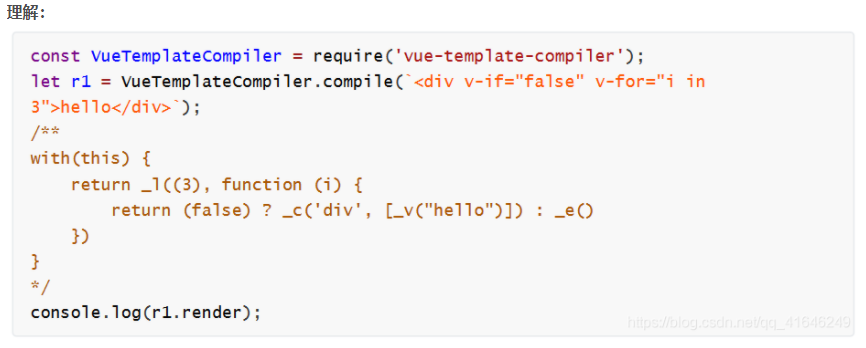 理解：
const VueTemplateCompiler = require('vue-template-compiler');
let r1 = VueTemplateCompiler.compile(`<div v-if="false" v-for="i in
3">hello</div>`);
/**
with(this) {
    return _l((3), function (i) {
        return (false) ? _c('div', [_v("hello")]) : _e()
    })
}
*/
console.log(r1.render);
https://blog.csdn.net/qq_41646249